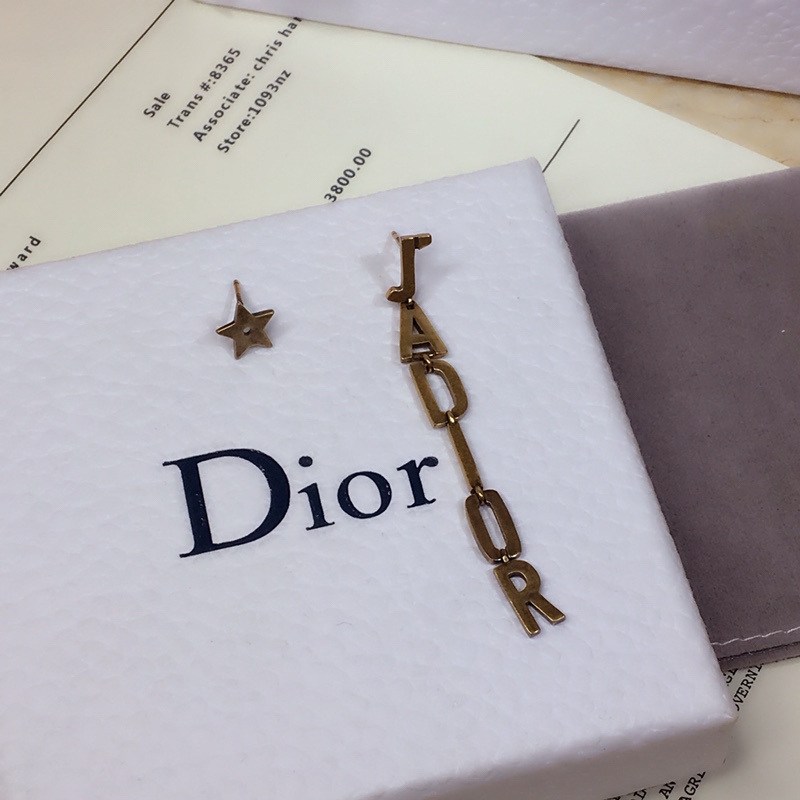 Sale
Trans #:8365
Associate: chris
Store:1093nz
3800.00
Dior
JADIOR